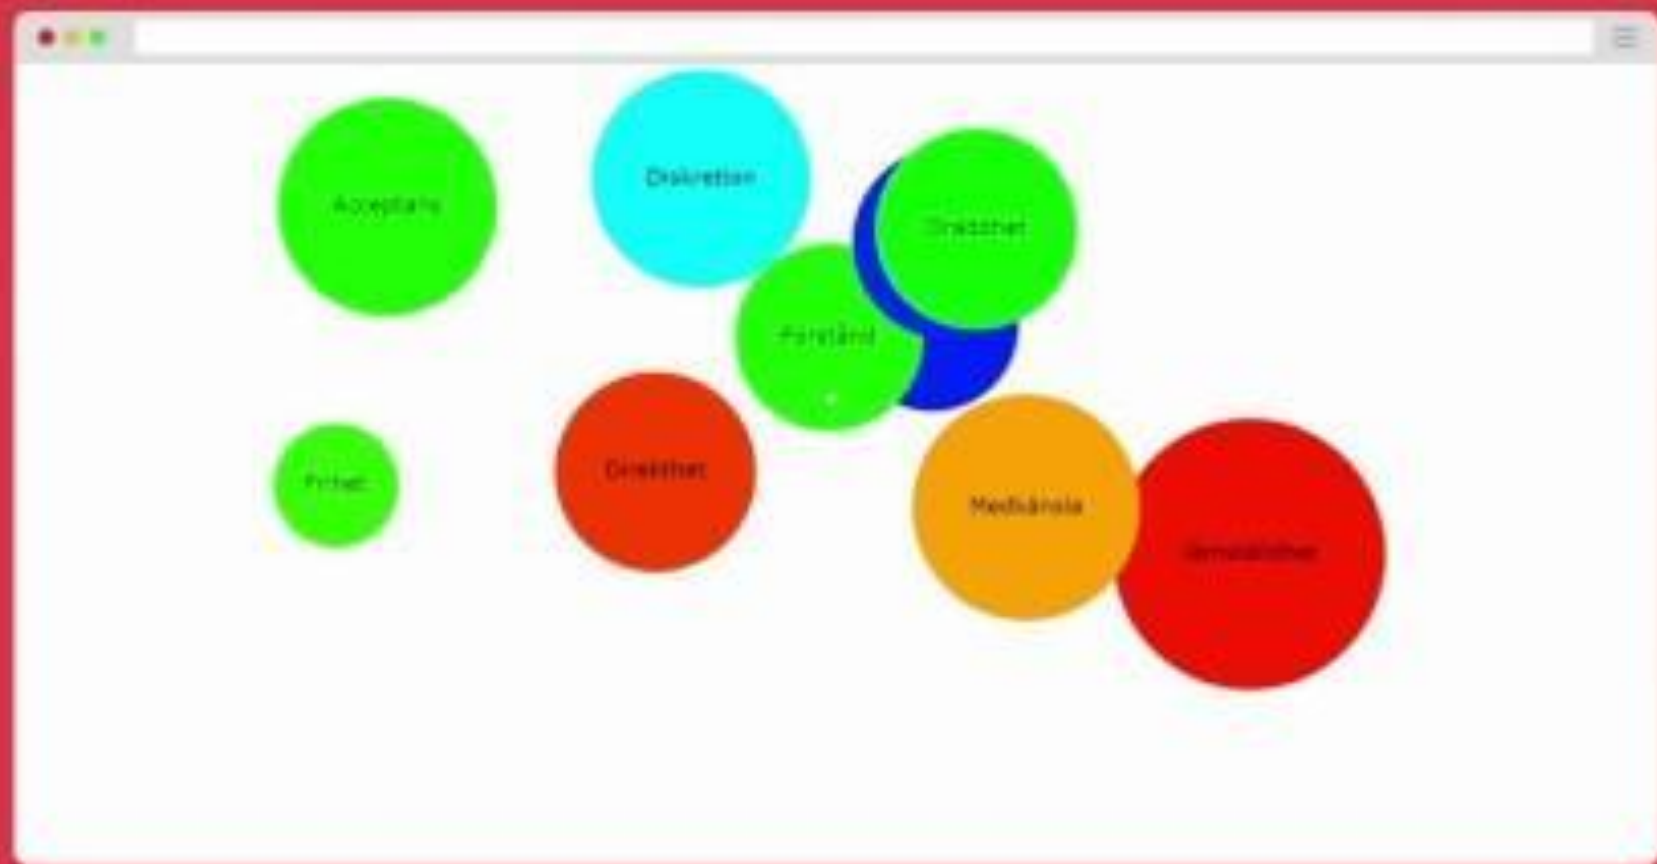 Acceptans
Diskretion
Förstånd
Frihet
Direkthet
Medkänsla